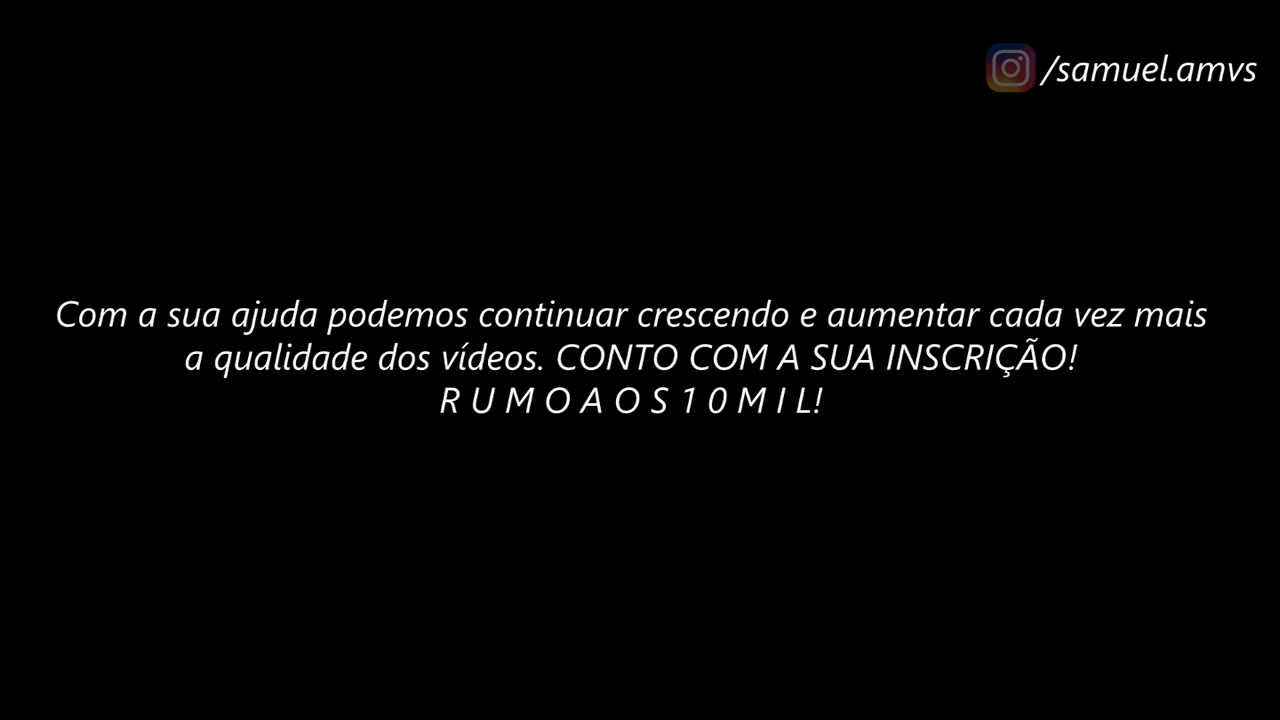 /samuel.amvs
Com a sua ajuda podemos continuar crescendo e aumentar cada vez mais
a qualidade dos vídeos. CONTO COM A SUA INSCRIÇÃO!
R U M O A O S 1 0 M I L!